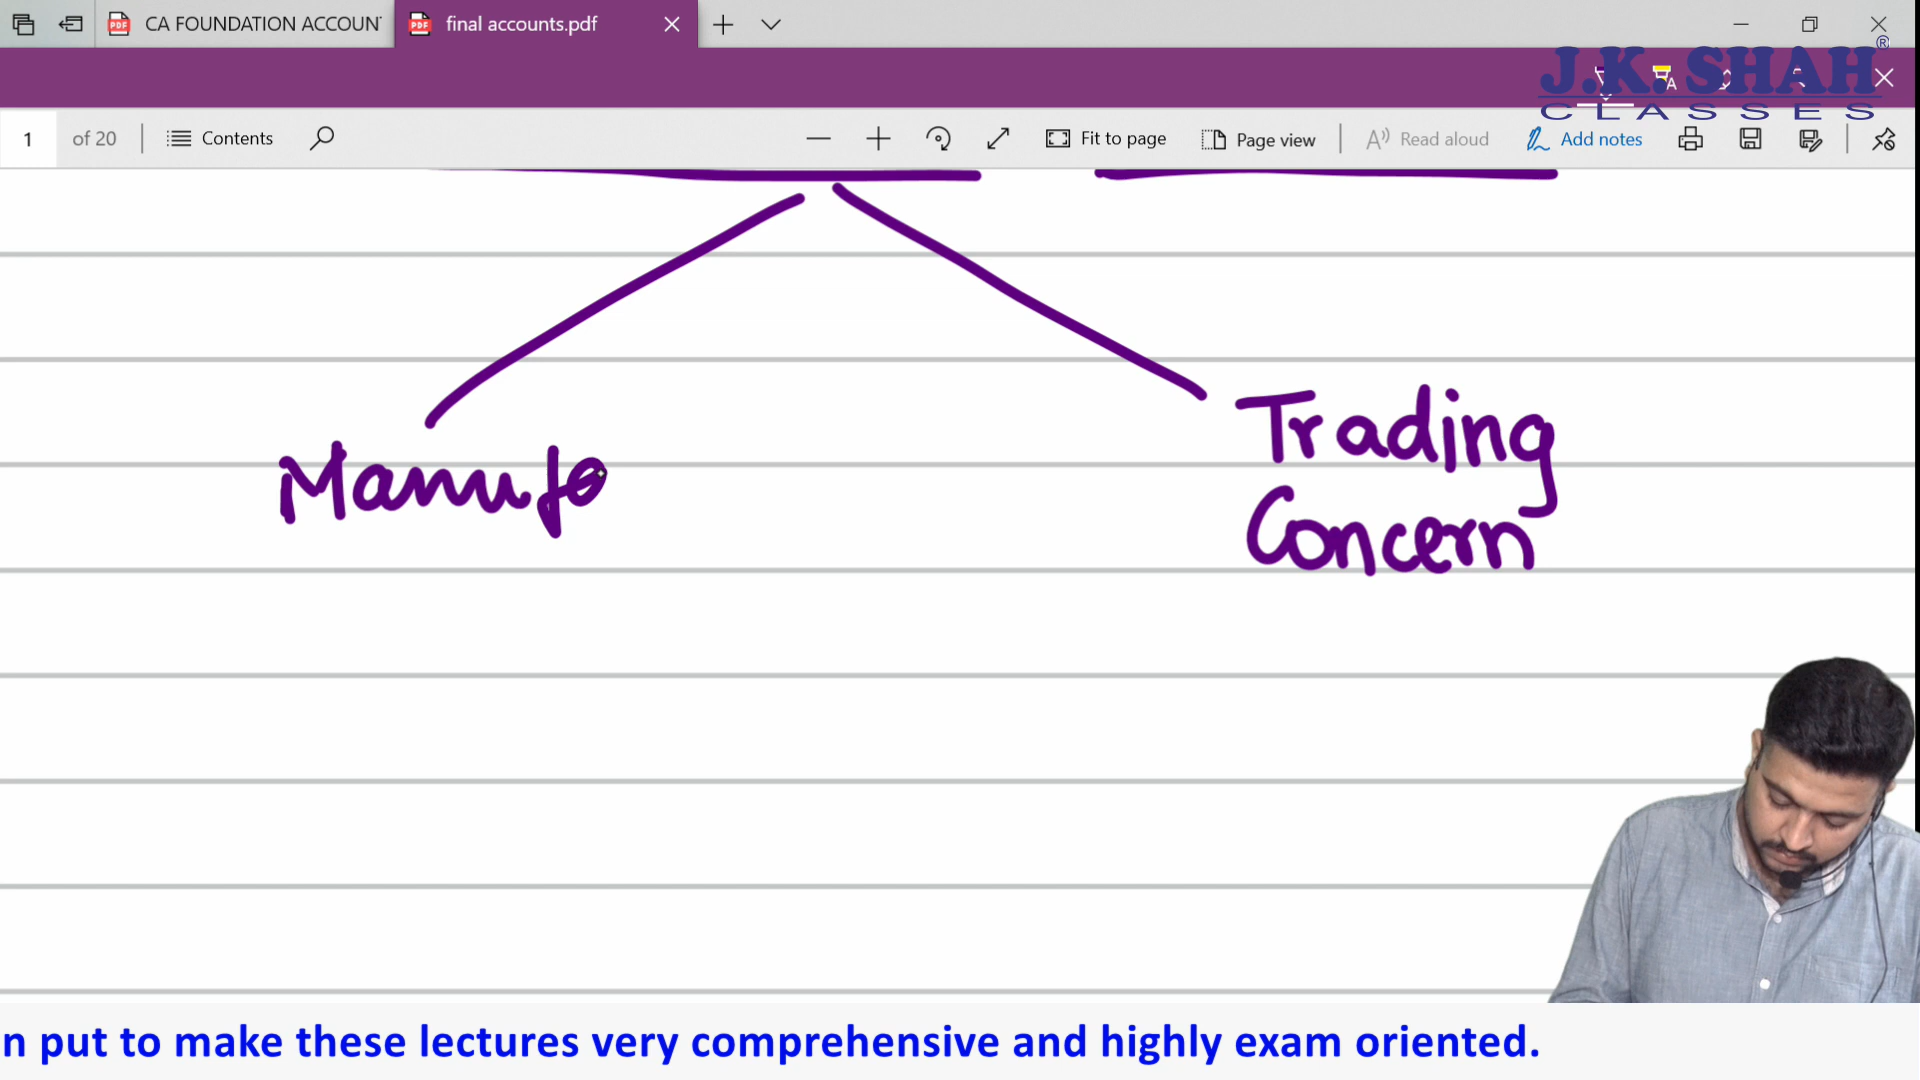 CA FOUNDATION ACCOUN
final accounts.pdf
J.K. SHAH®
CLASSES
1 of 20
Contents
Fit to page
Page view
Read aloud
Add notes
Trading
Concern
Manufa
n put to make these lectures very comprehensive and highly exam oriented.